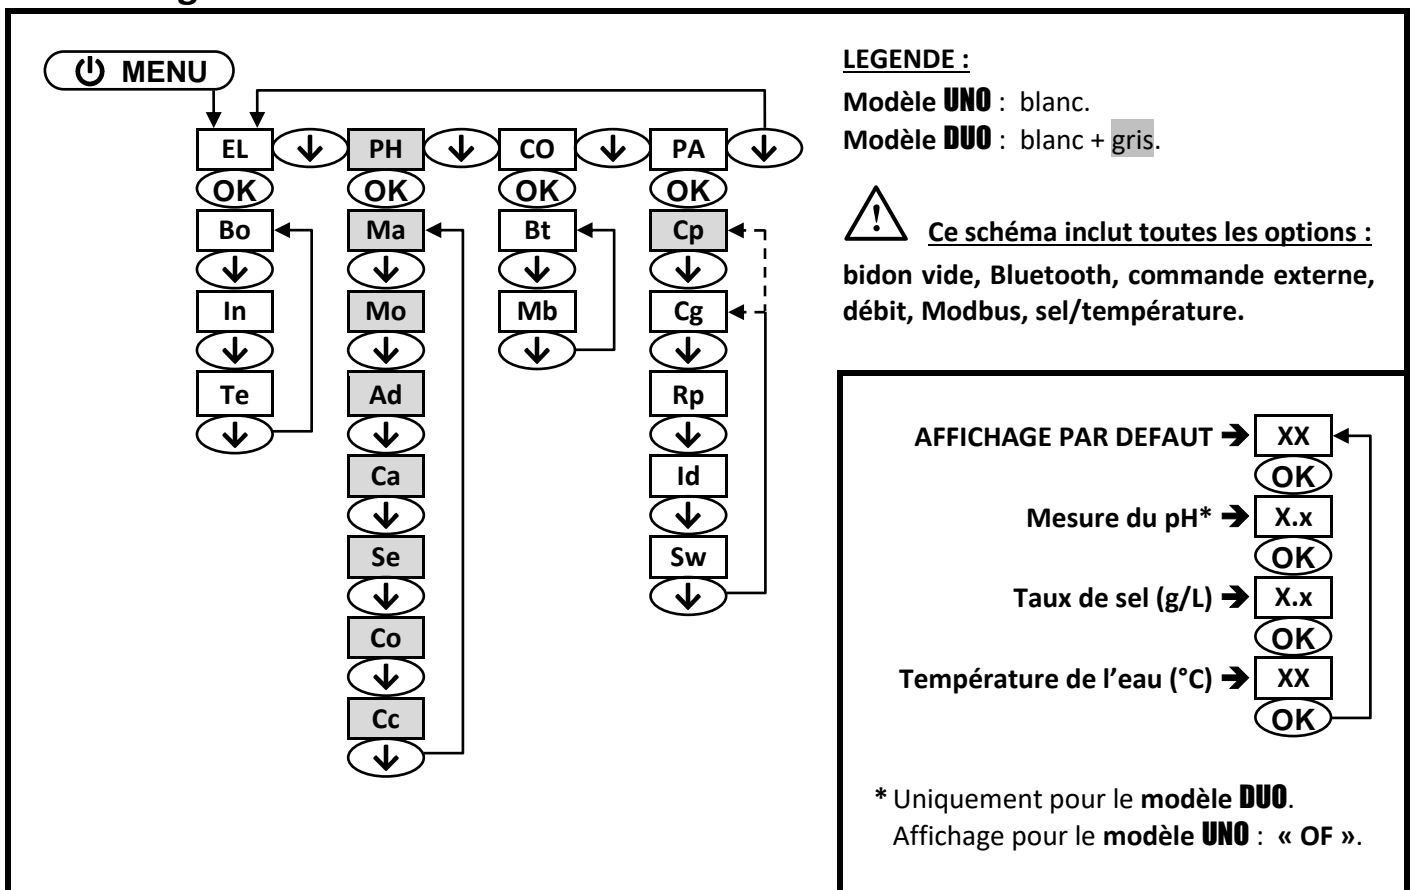 MENU
EL PH CO PA
OK OK OK OK
Bo Ma Bt Cp
In Mo Mb Cg
Te Ad Rp
Ca Id
Se Sw
Co
Cc
LEGENDE :
Modèle UNO : blanc.
Modèle DUO : blanc + gris.
Ce schéma inclut toutes les options :
bidon vide, Bluetooth, commande externe,
débit, Modbus, sel/température.
AFFICHAGE PAR DEFAUT ➔ XX
OK
Mesure du pH* ➔ X.x
OK
Taux de sel (g/L) ➔ X.x
OK
Température de l’eau (°C) ➔ XX
OK
* Uniquement pour le modèle DUO.
Affichage pour le modèle UNO : « OF ».